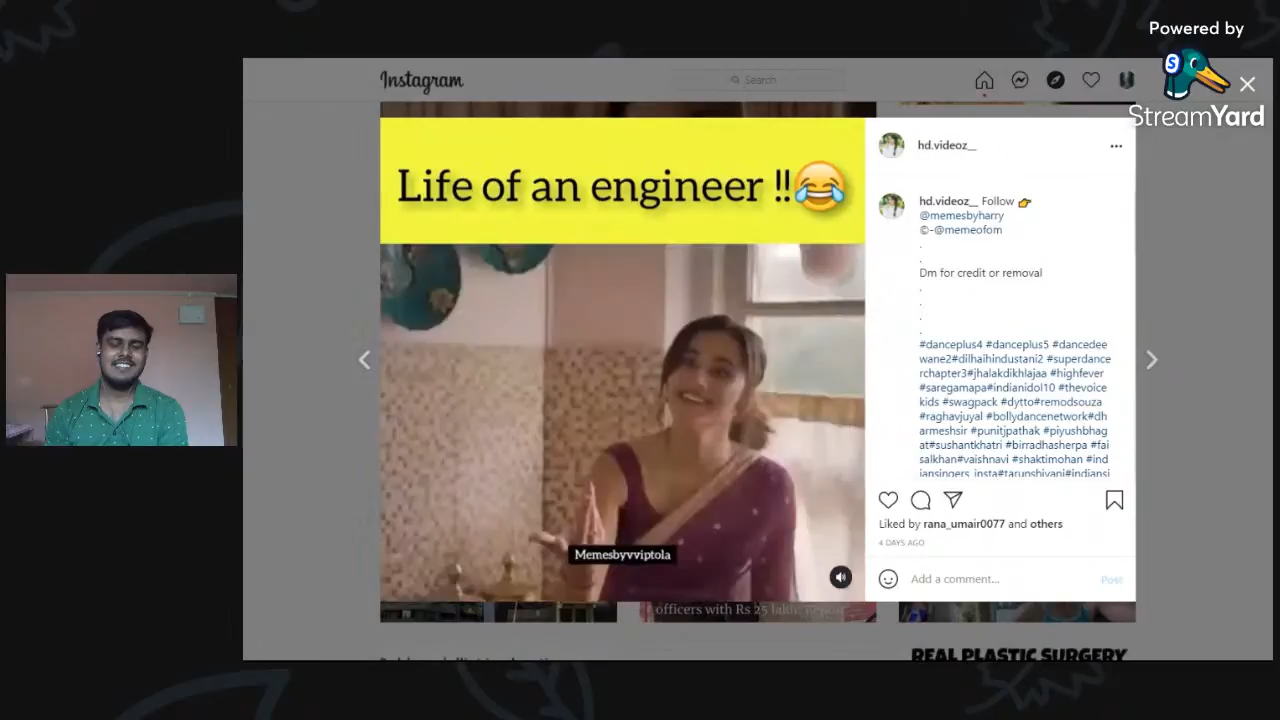 Powered by
StreamYard
Instagram
Search
Life of an engineer !!😂
Memesbyvviptola
hd.videoz__
hd.videoz__ Follow 👉
@memesbyharry
©-@memeofom
.
.
Dm for credit or removal
.
.
.
.
#danceplus4 #danceplus5 #dancedee
wane2#dilhaihindustani2 #superdance
rchapter3#jhalakdikhlajaa #highfever
#saregamapa#indianidol10 #thevoice
kids #swagpack #dytto#remodsouza
#raghavjuyal #bollydancenetwork#dh
armeshsir #punitjpathak #piyushbhag
at#sushantkhatri #birradhasherpa #fai
salkhan#vaishnavi #shaktimohan #ind
iansingers_insta#tarunshivani#indiansi
Liked by rana_umair0077 and others
4 DAYS AGO
Add a comment...
Post
officers with Rs 25 lakh: Report
REAL PLASTIC SURGERY